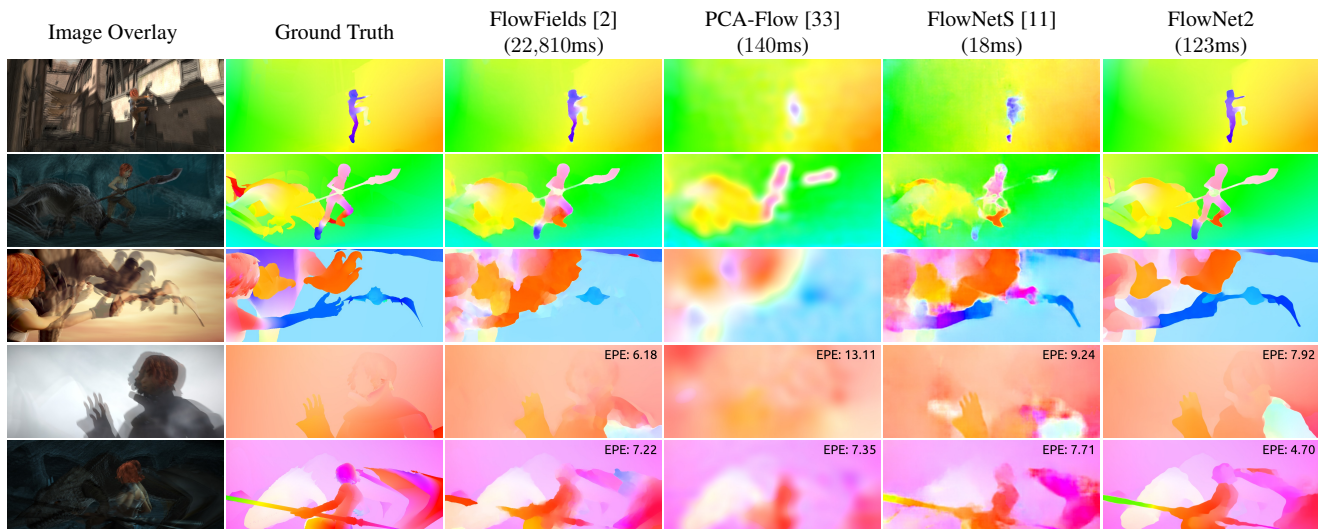 Image Overlay
Ground Truth
FlowFields [2]
(22,810ms)
PCA-Flow [33]
(140ms)
FlowNetS [11]
(18ms)
FlowNet2
(123ms)
EPE: 6.18
EPE: 13.11
EPE: 9.24
EPE: 7.92
EPE: 7.22
EPE: 7.35
EPE: 7.71
EPE: 4.70